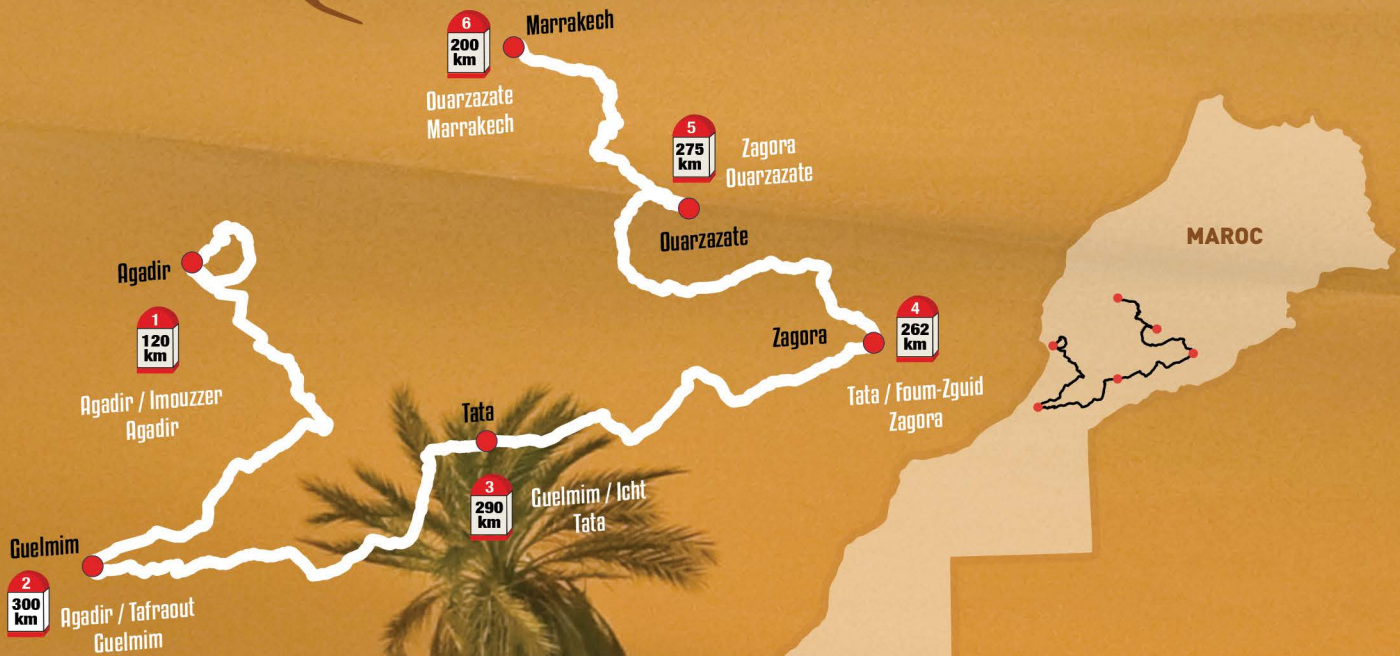 6
200
km
Marrakech
Ouarzazate
Marrakech
5
275
km
Zagora
Ouarzazate
Ouarzazate
MAROC
Agadir
1
120
km
Agadir / Imouzzer
Agadir
Zagora
4
262
km
Tata / Foum-Zguid
Zagora
Tata
3
290
km
Guelmim / Icht
Tata
Guelmim
2
300
km
Agadir / Tafraout
Guelmim